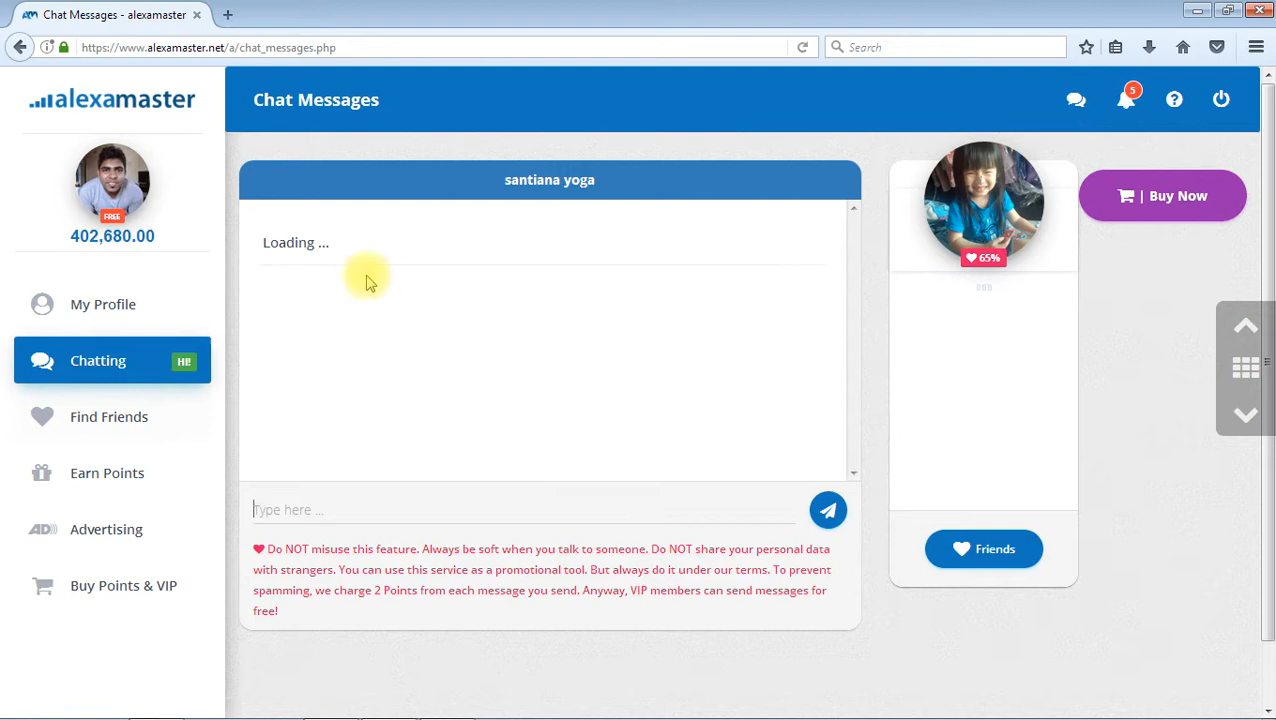 Chat Messages - alexamaster
https://www.alexamaster.net/a/chat_messages.php
Search
alexamaster
Chat Messages
5
FREE
402,680.00
santiana yoga
65%
| Buy Now
Loading ...
My Profile
Chatting
HI!
Find Friends
Earn Points
AD
Advertising
Buy Points & VIP
Type here ...
Friends
Do NOT misuse this feature. Always be soft when you talk to someone. Do NOT share your personal data
with strangers. You can use this service as a promotional tool. But always do it under our terms. To prevent
spamming, we charge 2 Points from each message you send. Anyway, VIP members can send messages for
free!